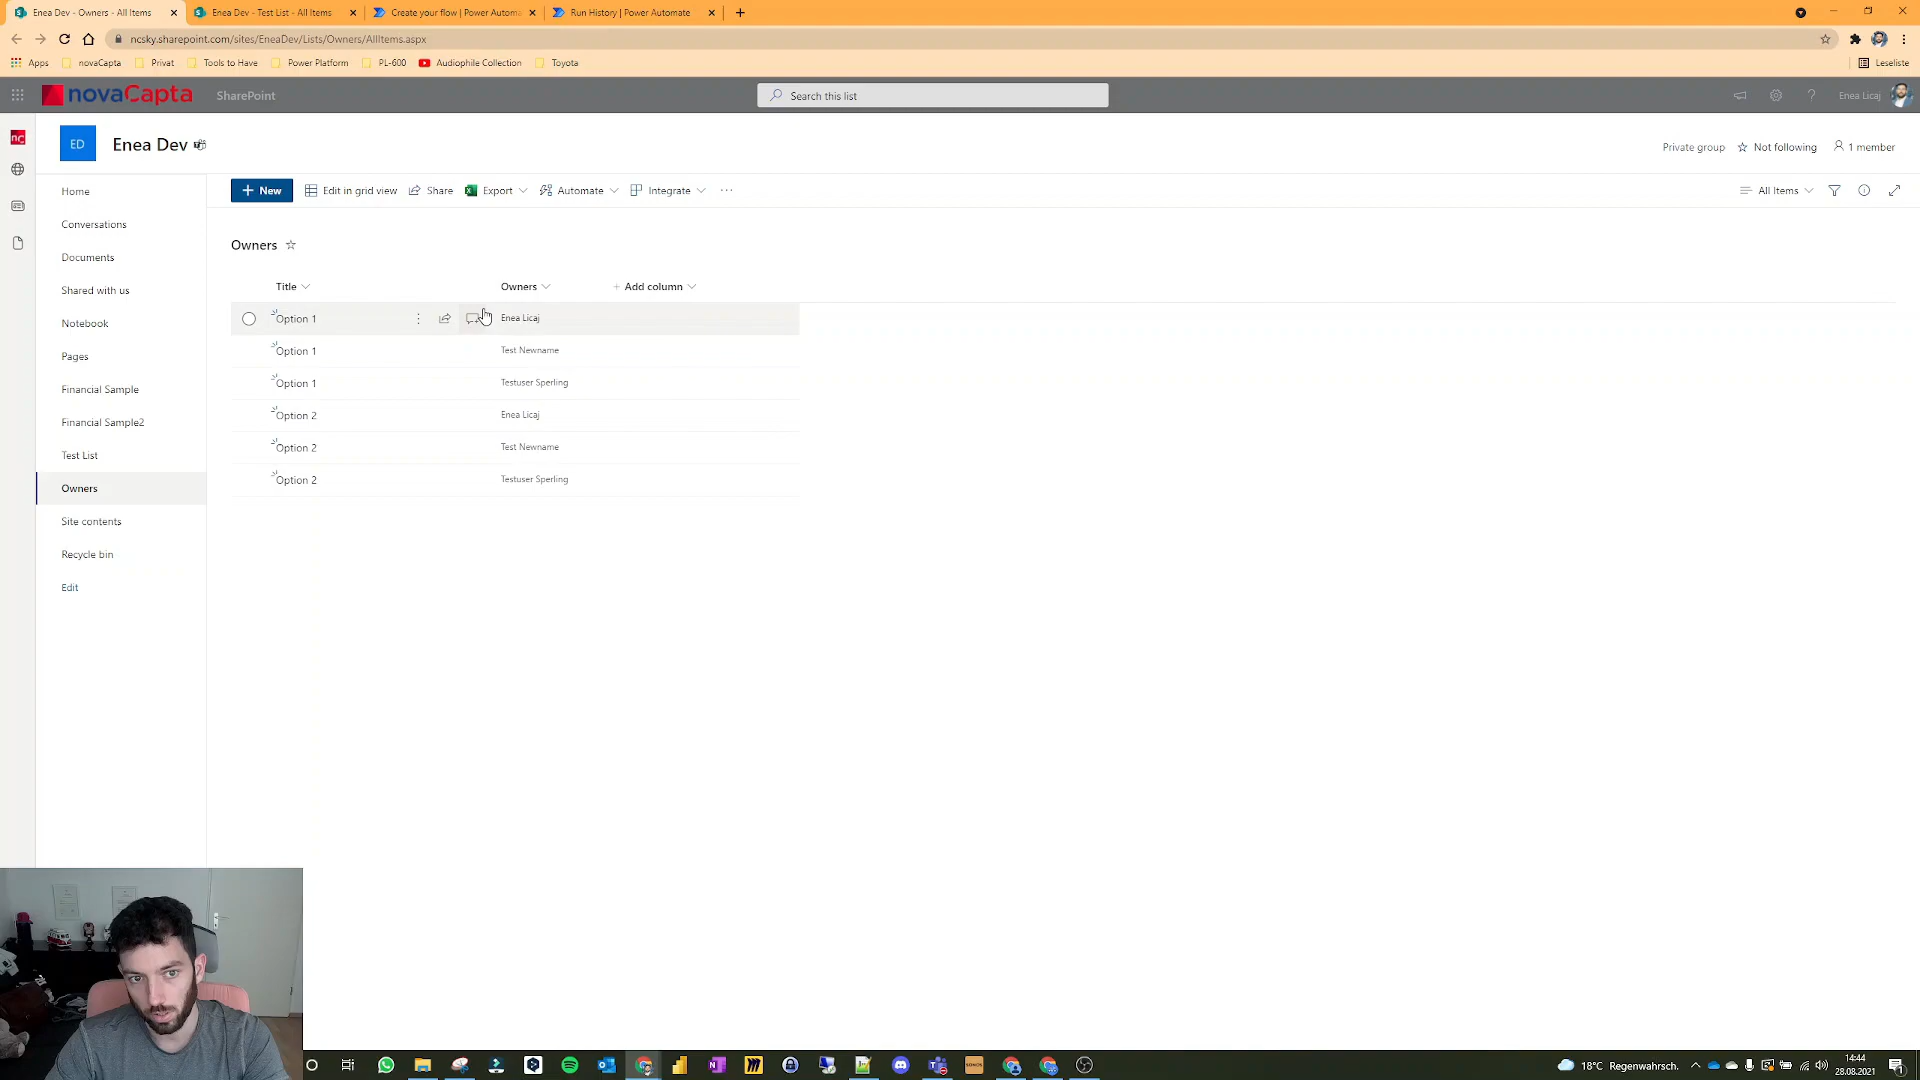 Enea Dev - Owners - All Items
Enea Dev - Test List - All Items
Create your flow | Power Automa
Run History | Power Automate
ncsky.sharepoint.com/sites/EneaDev/Lists/Owners/AllItems.aspx
Apps
novaCapta
Privat
Tools to Have
Power Platform
PL-600
Audiophile Collection
Toyota
Leseliste
novaCapta
SharePoint
Search this list
Enea Licaj
nc
ED
Enea Dev
Private group
Not following
1 member
Home
Conversations
Documents
Shared with us
Notebook
Pages
Financial Sample
Financial Sample2
Test List
Owners
Site contents
Recycle bin
Edit
+ New
Edit in grid view
Share
Export
Automate
Integrate
All Items
Owners
Title
Owners
+ Add column
Option 1
Enea Licaj
Option 1
Test Newname
Option 1
Testuser Sperling
Option 2
Enea Licaj
Option 2
Test Newname
Option 2
Testuser Sperling
18°C Regenwahrsch.
14:44
28.08.2021